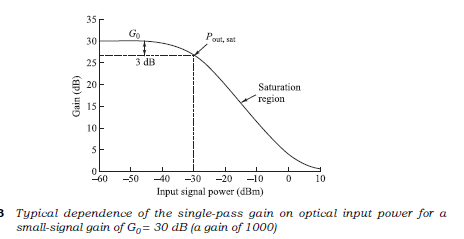 35
30
25
20
15
10
5
0
Gain (dB)
G0
3 dB
Pout, sat
Saturation
region
-60 -50 -40 -30 -20 -10 0 10
Input signal power (dBm)
3 Typical dependence of the single-pass gain on optical input power for a
small-signal gain of G0= 30 dB (a gain of 1000)